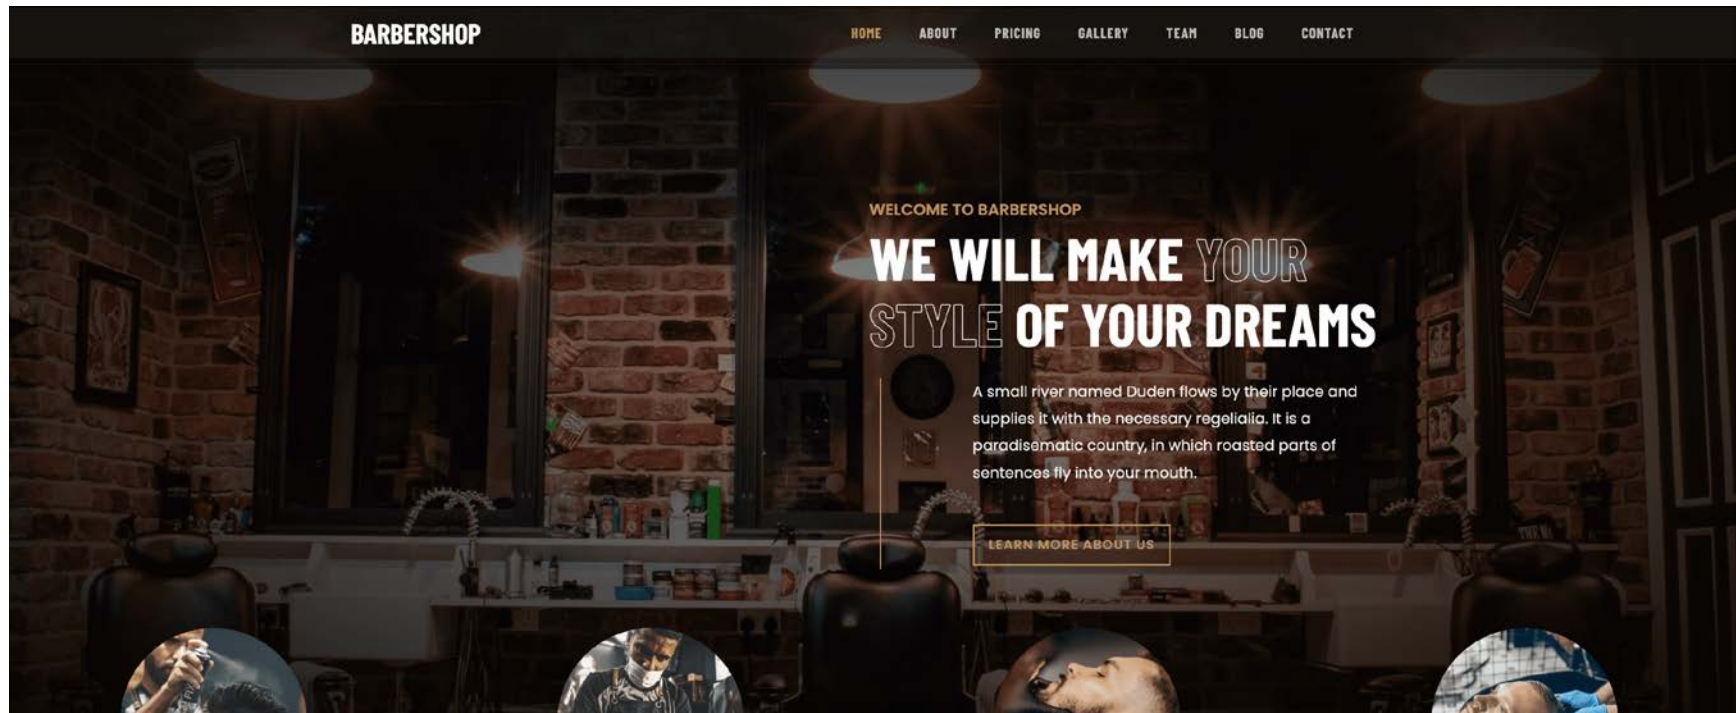 BARBERSHOP
HOME ABOUT PRICING GALLERY TEAM BLOG CONTACT
WELCOME TO BARBERSHOP
WE WILL MAKE YOUR
STYLE OF YOUR DREAMS
A small river named Duden flows by their place and
supplies it with the necessary regelialia. It is a
paradisematic country, in which roasted parts of
sentences fly into your mouth.
LEARN MORE ABOUT US